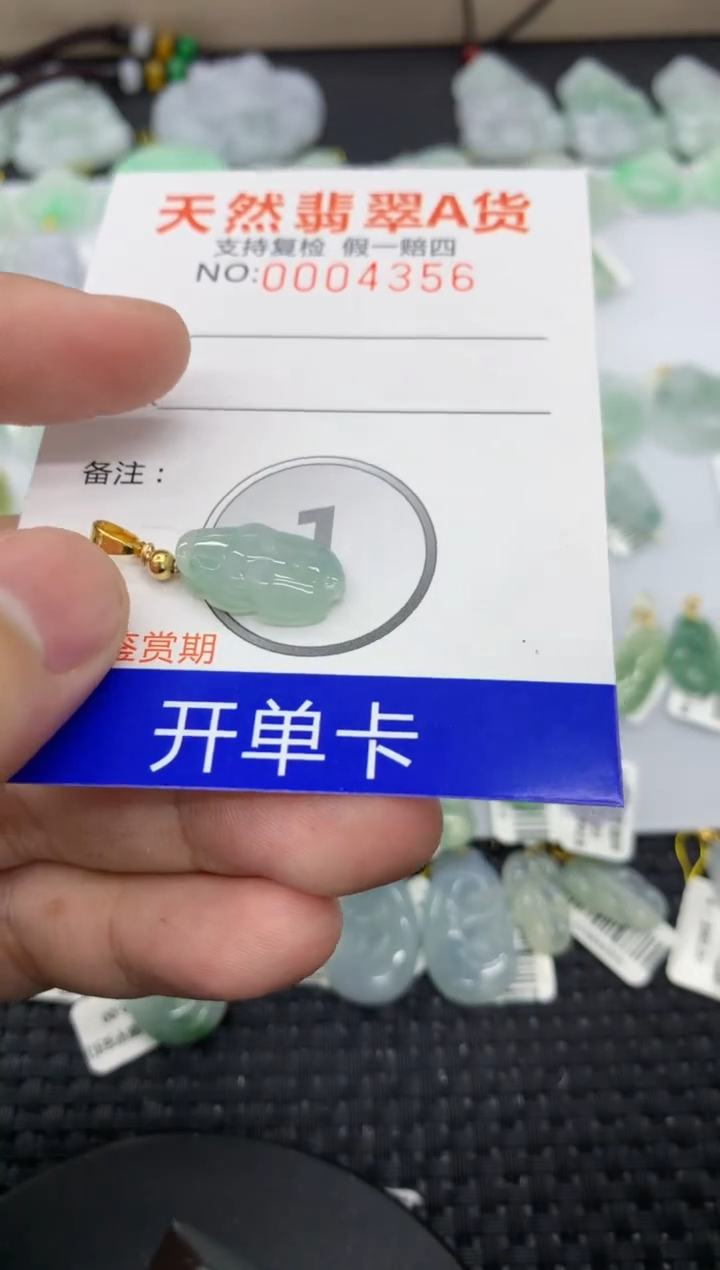 天然翡翠A货
支持复检 假一赔四
NO:0004356
备注：
1
鉴赏期
开单卡